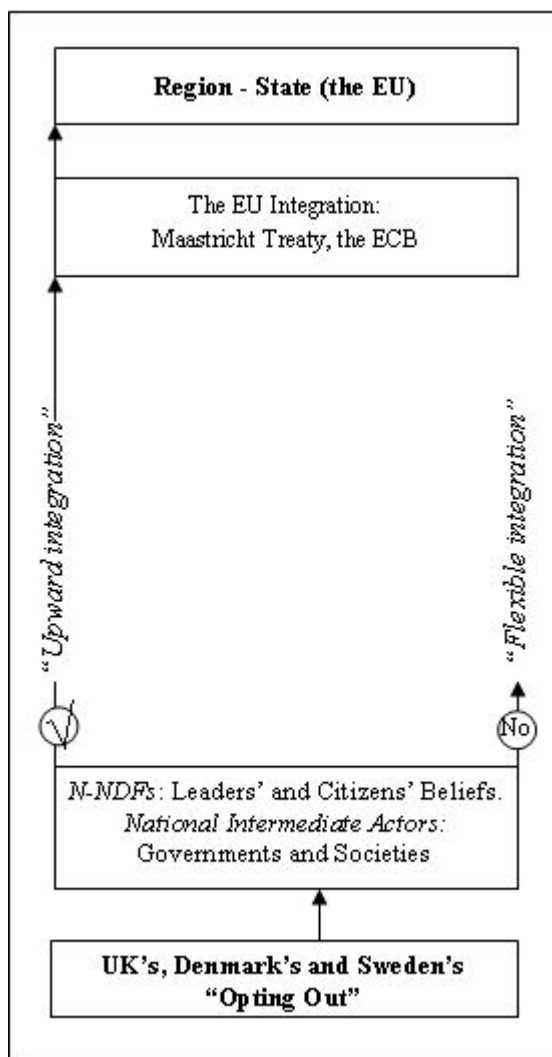 Region - State (the EU)
The EU Integration:
Maastricht Treaty, the ECB
“Upward integration”
“Flexible integration”
No
N-NDFs: Leaders’ and Citizens’ Beliefs.
National Intermediate Actors:
Governments and Societies
UK’s, Denmark’s and Sweden’s
“Opting Out”